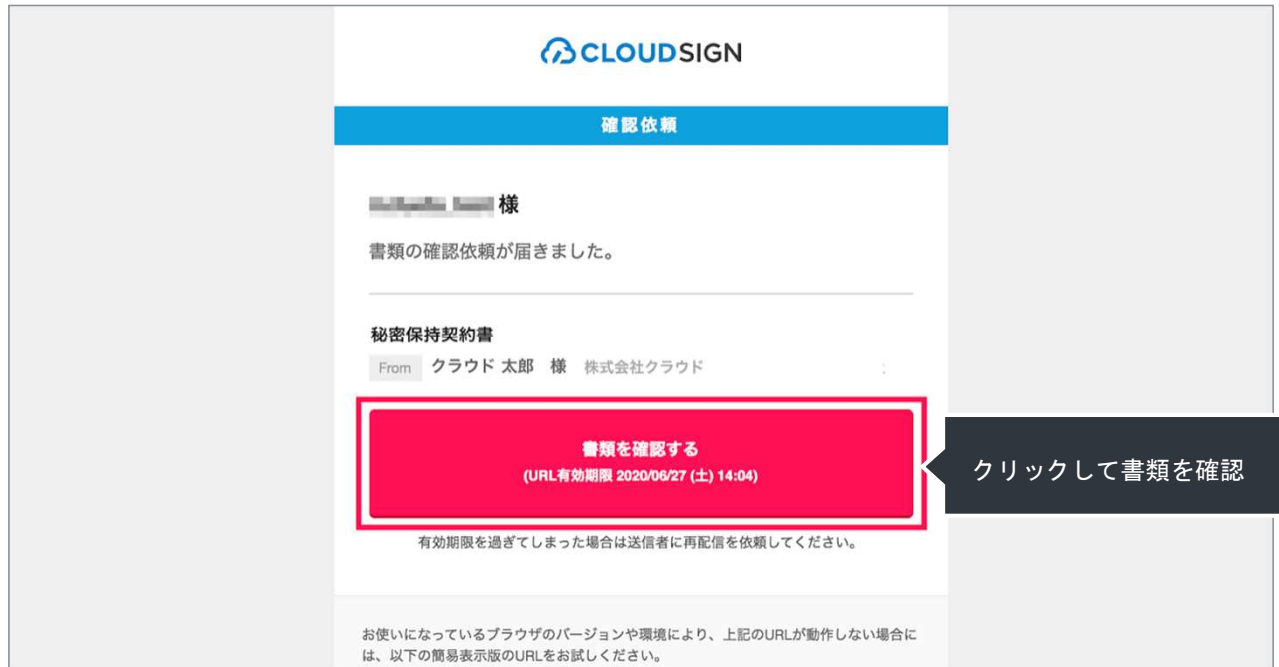 CLOUDSIGN
確認依頼
様
書類の確認依頼が届きました。
秘密保持契約書
From クラウド 太郎 様 株式会社クラウド
書類を確認する
(URL有効期限 2020/06/27 (土) 14:04)
クリックして書類を確認
有効期限を過ぎてしまった場合は送信者に再配信を依頼してください。
お使いになっているブラウザのバージョンや環境により、上記のURLが動作しない場合に
は、以下の簡易表示版のURLをお試しください。